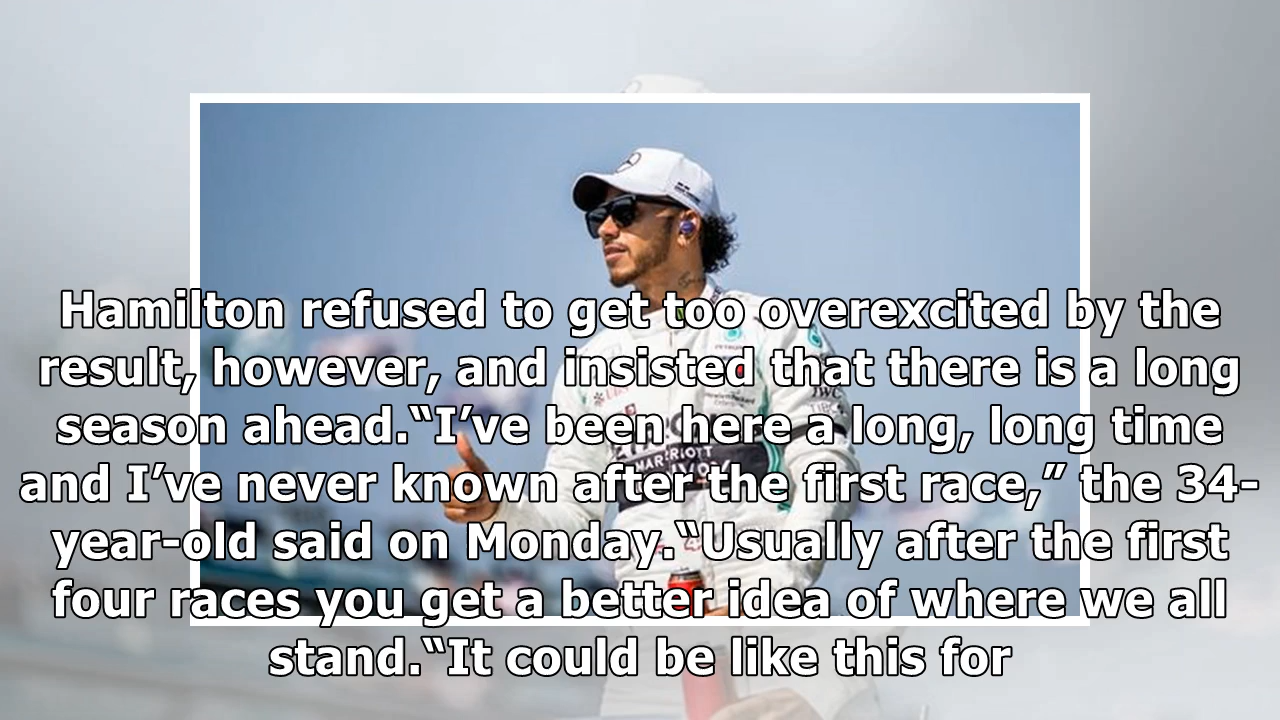 Hamilton refused to get too overexcited by the
result, however, and insisted that there is a long
season ahead.“I’ve been here a long, long time
and I’ve never known after the first race,” the 34-
year-old said on Monday.“Usually after the first
four races you get a better idea of where we all
stand.“It could be like this for
PETRONAS
IWC
MARRIOTT